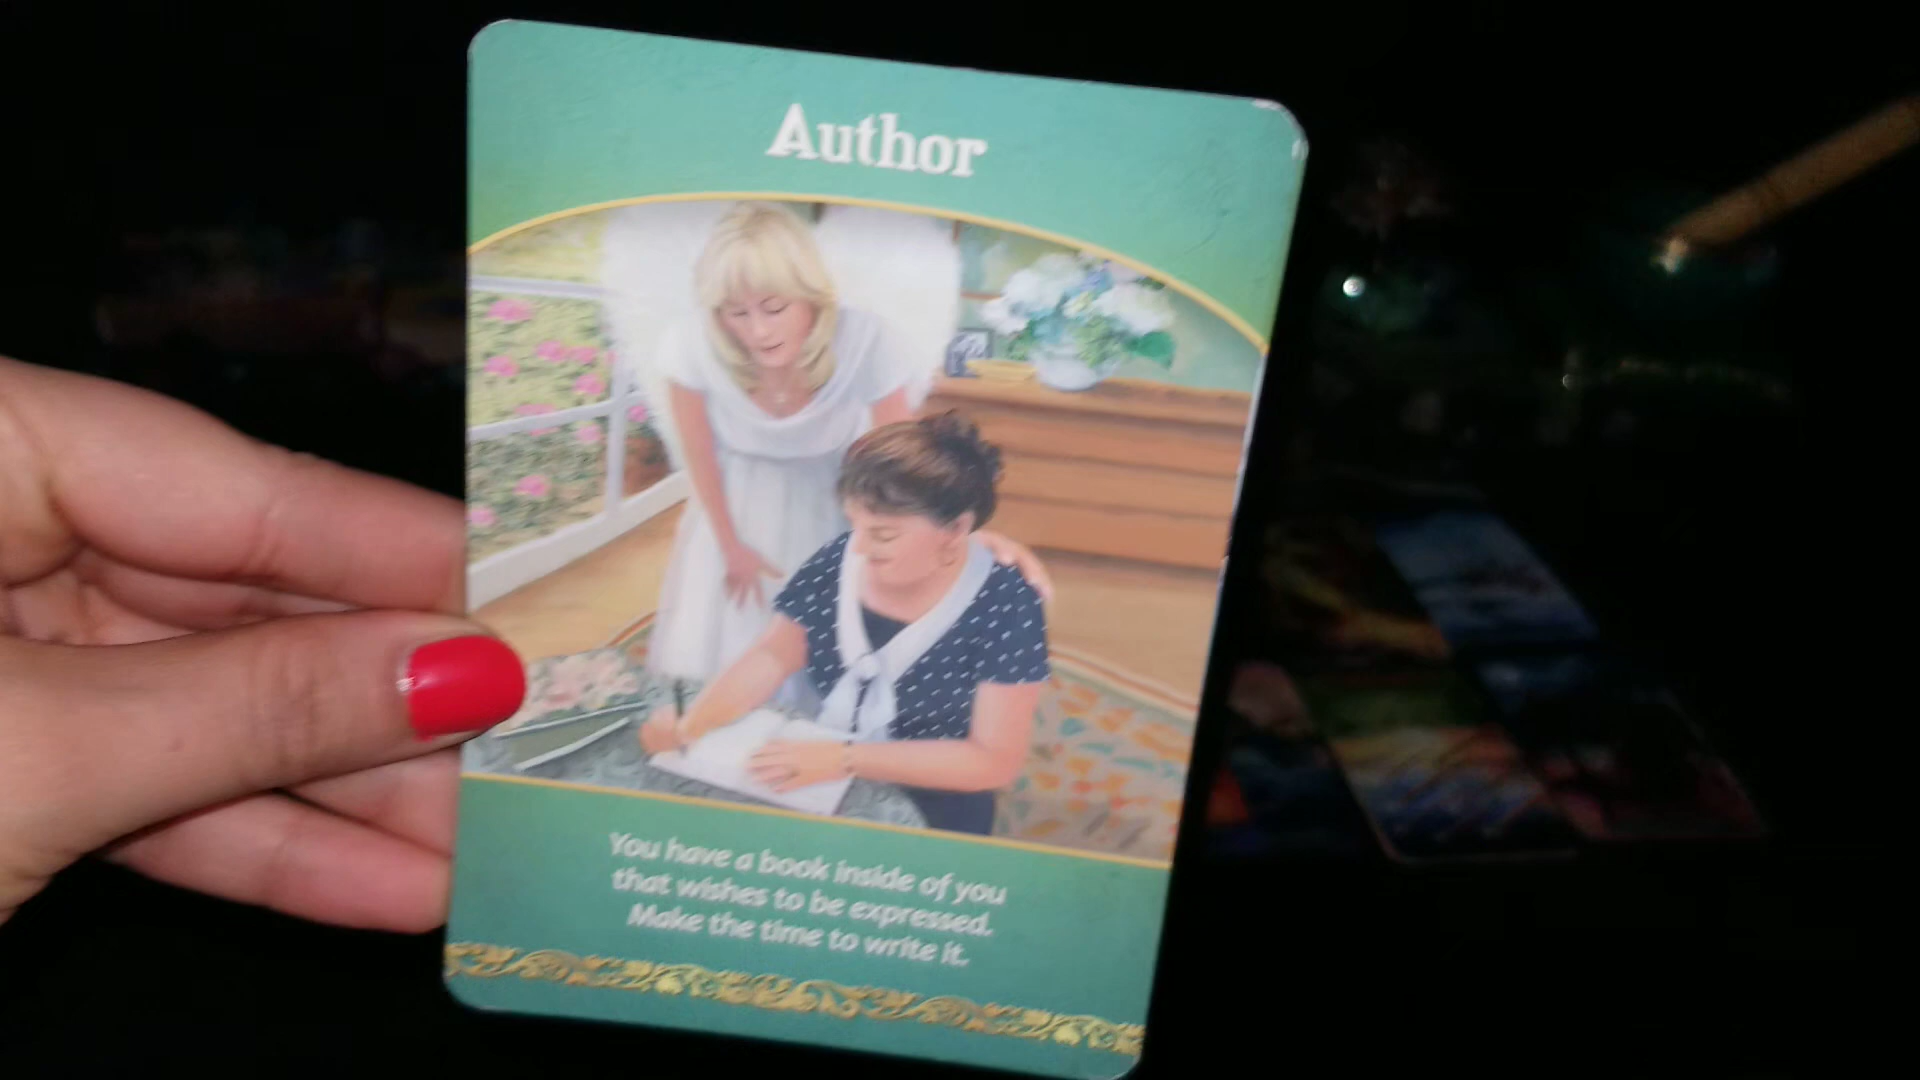 Author
You have a book inside of you
that wishes to be expressed.
Make the time to write it.